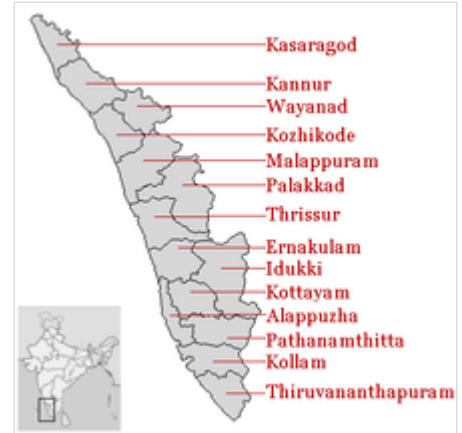 Kasaragod
Kannur
Wayanad
Kozhikode
Malappuram
Palakkad
Thrissur
Ernakulam
Idukki
Kottayam
Alappuzha
Pathanamthitta
Kollam
Thiruvananthapuram